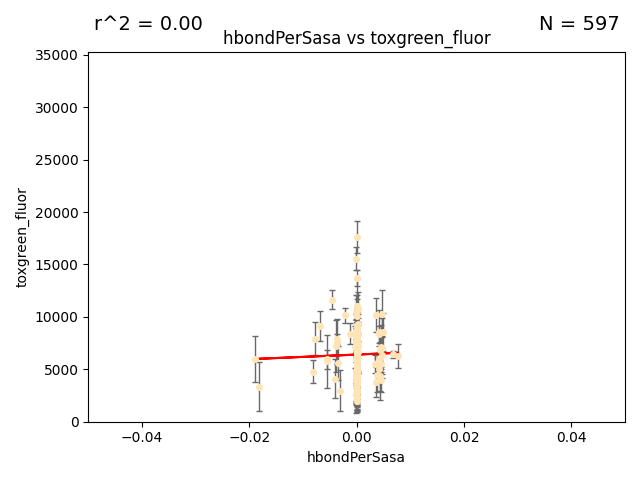 r^2 = 0.00
N = 597
hbondPerSasa vs toxgreen_fluor
35000
30000
25000
20000
15000
10000
5000
0
toxgreen_fluor
−0.04
−0.02
0.00
0.02
0.04
hbondPerSasa